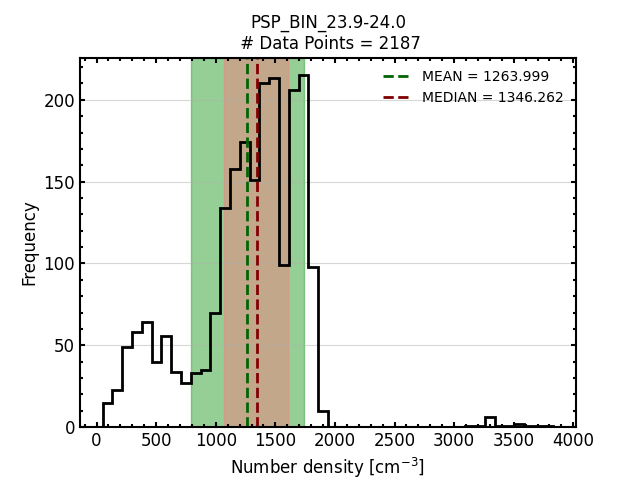 PSP_BIN_23.9-24.0
# Data Points = 2187
MEAN = 1263.999
MEDIAN = 1346.262
Frequency
200
150
100
50
0
0 500 1000 1500 2000 2500 3000 3500 4000
Number density [cm⁻³]